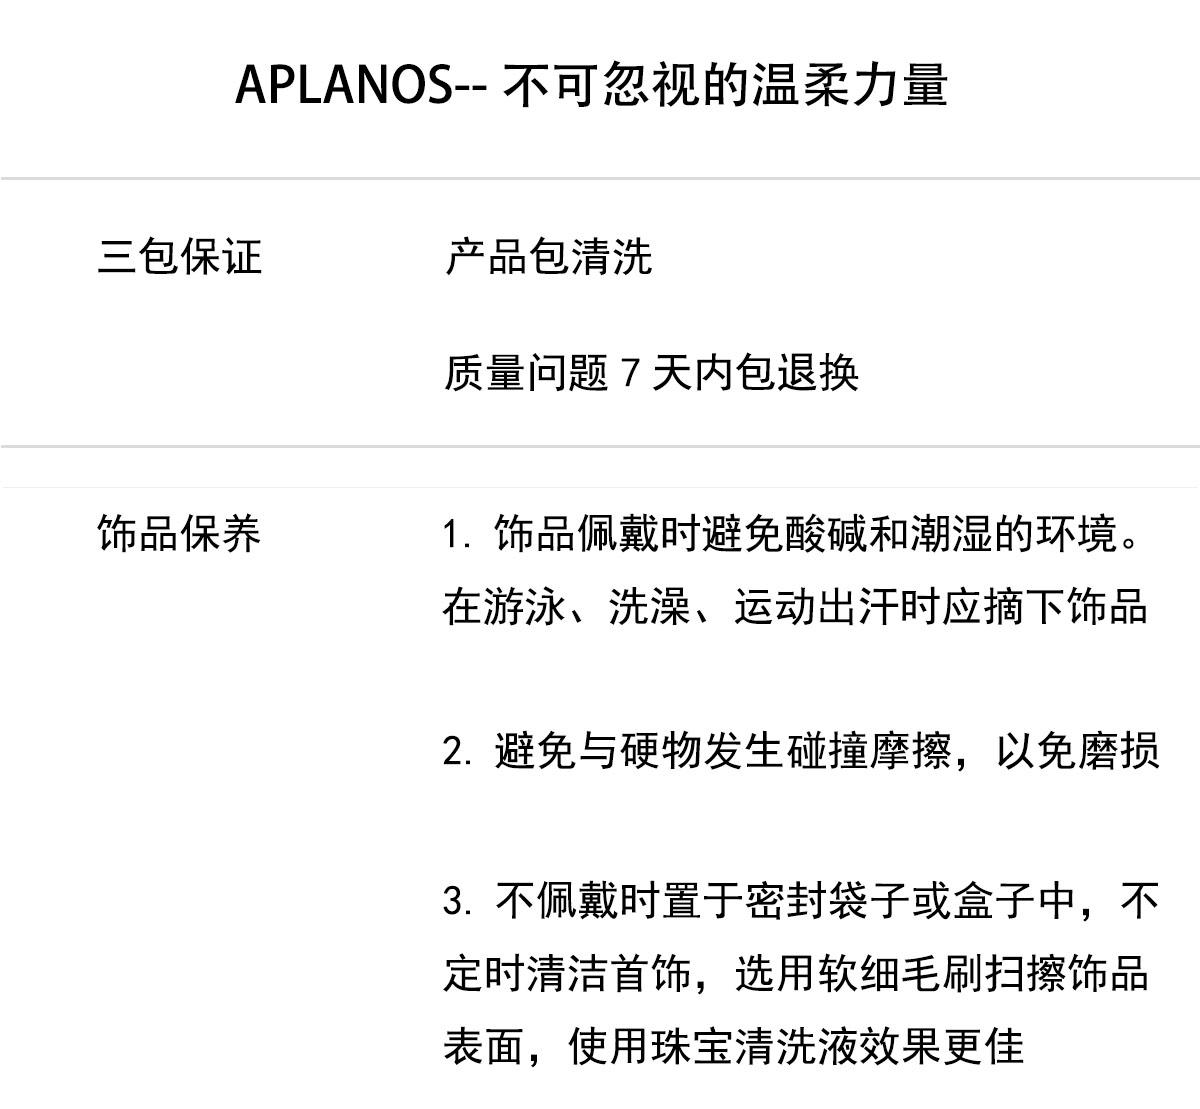 APLANOS-- 不可忽视的温柔力量
三包保证
产品包清洗
质量问题 7 天内包退换
饰品保养
1. 饰品佩戴时避免酸碱和潮湿的环境。
在游泳、洗澡、运动出汗时应摘下饰品
2. 避免与硬物发生碰撞摩擦，以免磨损
3. 不佩戴时置于密封袋子或盒子中，不
定时清洁首饰，选用软细毛刷扫擦饰品
表面，使用珠宝清洗液效果更佳